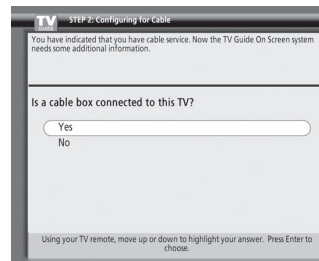 TV
GUIDE
STEP 2: Configuring for Cable
You have indicated that you have cable service. Now the TV Guide On Screen system
needs some additional information.
Is a cable box connected to this TV?
Yes
No
Using your TV remote, move up or down to highlight your answer. Press Enter to
choose.